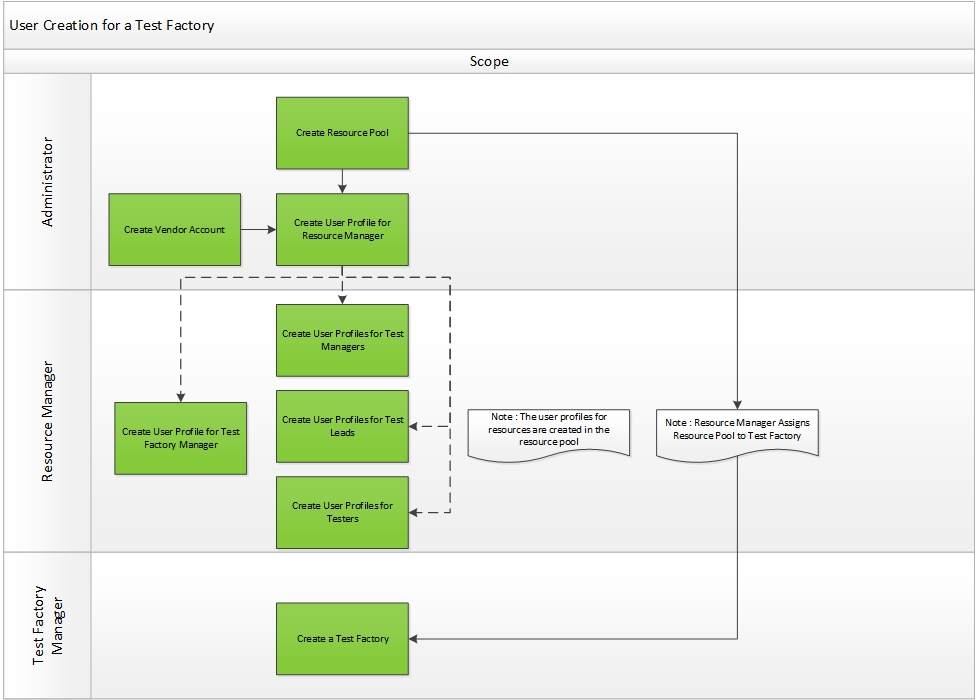 User Creation for a Test Factory
Scope
Administrator
Create Resource Pool
Create Vendor Account
Create User Profile for
Resource Manager
Resource Manager
Create User Profiles for Test
Managers
Create User Profile for Test
Factory Manager
Create User Profiles for Test
Leads
Note : The user profiles for
resources are created in the
resource pool
Note : Resource Manager Assigns
Resource Pool to Test Factory
Create User Profiles for
Testers
Test Factory
Manager
Create a Test Factory